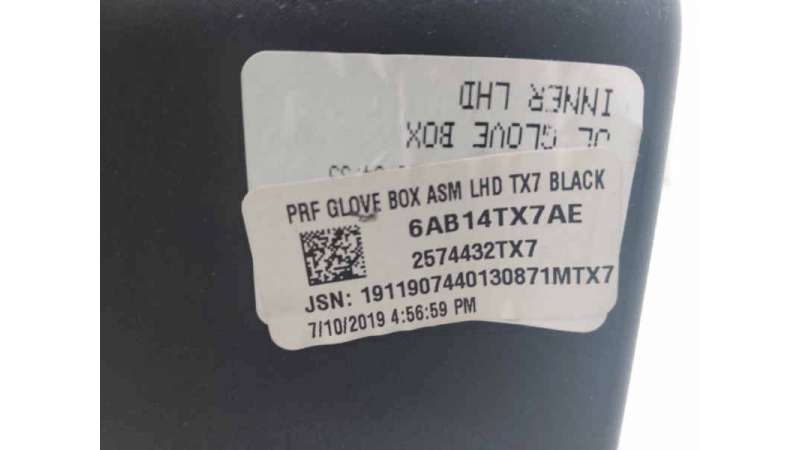 PRF GLOVE BOX ASM LHD TX7 BLACK
6AB14TX7AE
2574432TX7
JSN: 1911907440130871MTX7
7/10/2019 4:56:59 PM
JL GLOVE BOX
INNER LHD